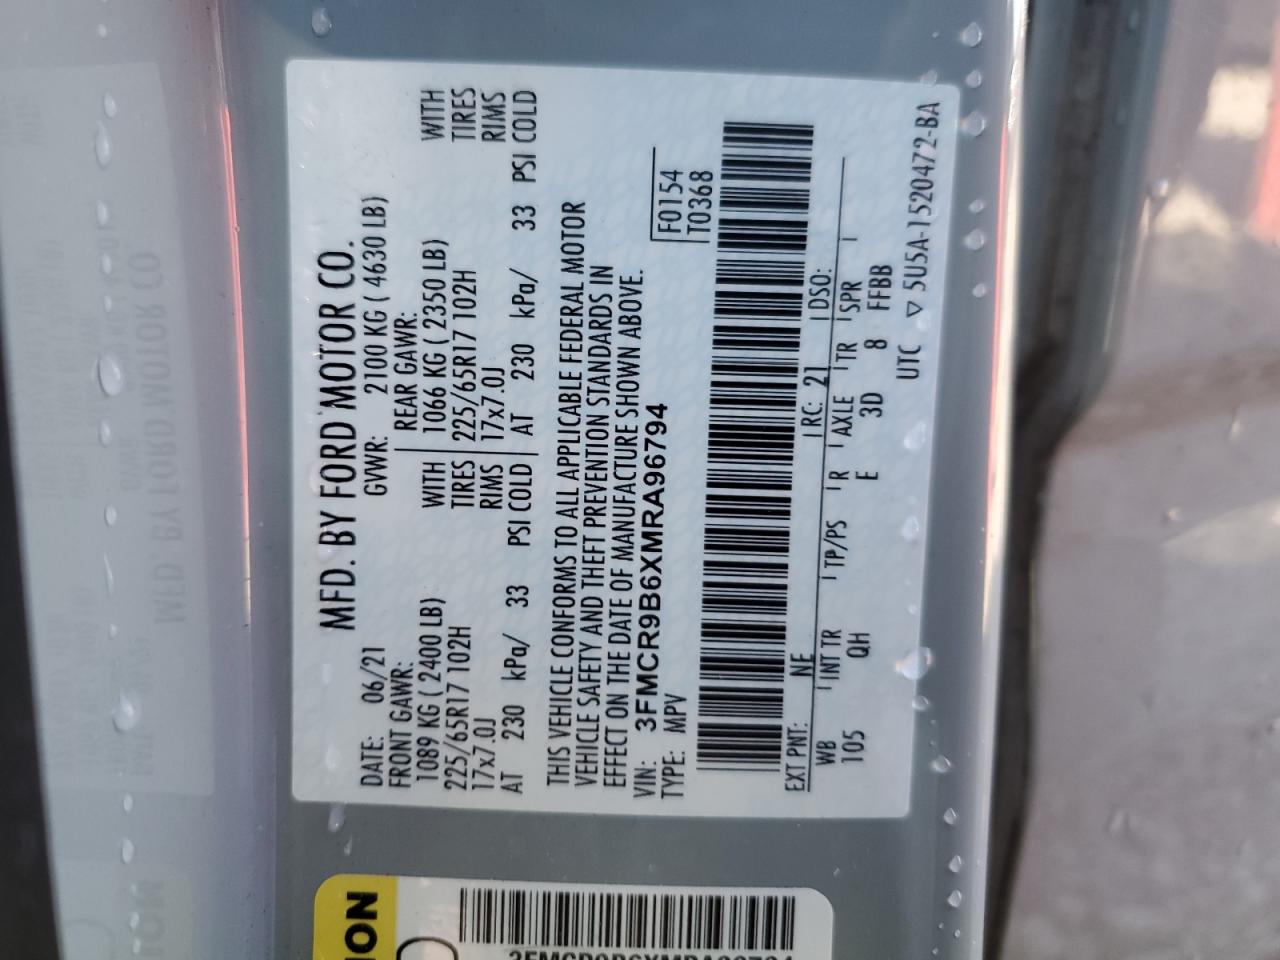 MFD. BY FORD MOTOR CO.
DATE: 06/21 GVWR: 2100 KG ( 4630 LB)
FRONT GAWR: REAR GAWR:
1089 KG ( 2400 LB) WITH 1066 KG ( 2350 LB) WITH
225/65R17 102H TIRES 225/65R17 102H TIRES
17x7.0J RIMS 17x7.0J RIMS
AT 230 kPa/ 33 PSI COLD AT 230 kPa/ 33 PSI COLD
THIS VEHICLE CONFORMS TO ALL APPLICABLE FEDERAL MOTOR
VEHICLE SAFETY AND THEFT PREVENTION STANDARDS IN
EFFECT ON THE DATE OF MANUFACTURE SHOWN ABOVE.
VIN: 3FMCR9B6XMRA96794 F0154
TYPE: MPV T0368
EXT PNT: NE RC: 21 DSO:
WB INT TR TP/PS R AXLE TR SPR
105 QH E 3D 8 FFBB
UTC ▽ 5U5A-1520472-BA
ION